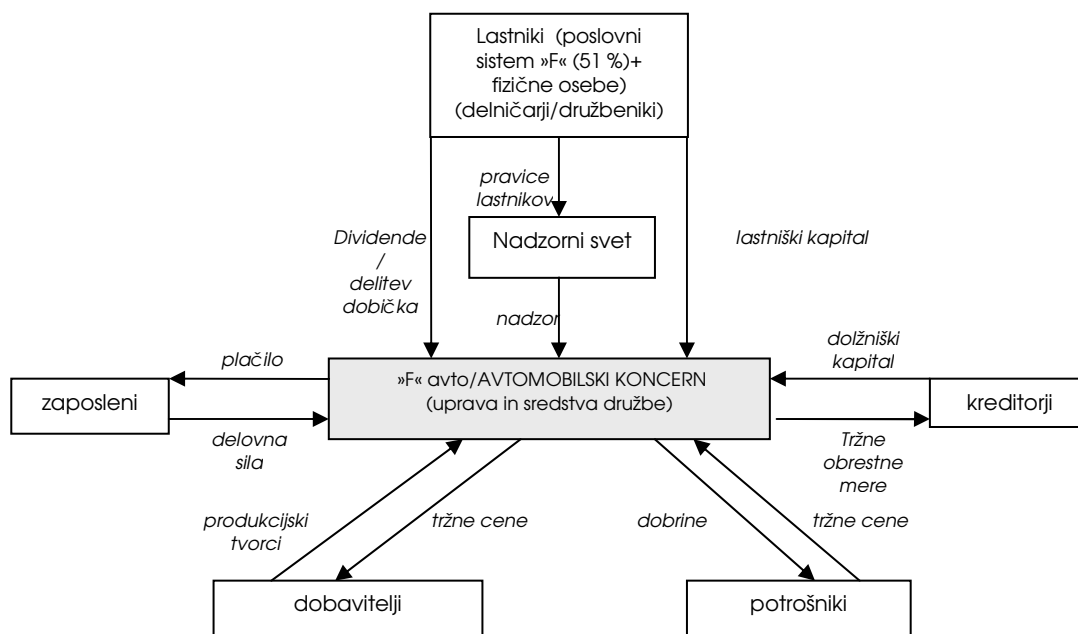 Lastniki (poslovni
sistem »F« (51 %)+
fizične osebe)
(delničarji/družbeniki)
pravice
lastnikov
Dividende
/
delitev
dobička
Nadzorni svet
lastniški kapital
nadzor
dolžniški
kapital
plačilo
»F« avto/AVTOMOBILSKI KONCERN
(uprava in sredstva družbe)
zaposleni
kreditorji
delovna
sila
Tržne
obrestne
mere
produkcijski
tvorci
tržne cene
dobrine
tržne cene
dobavitelji
potrošniki